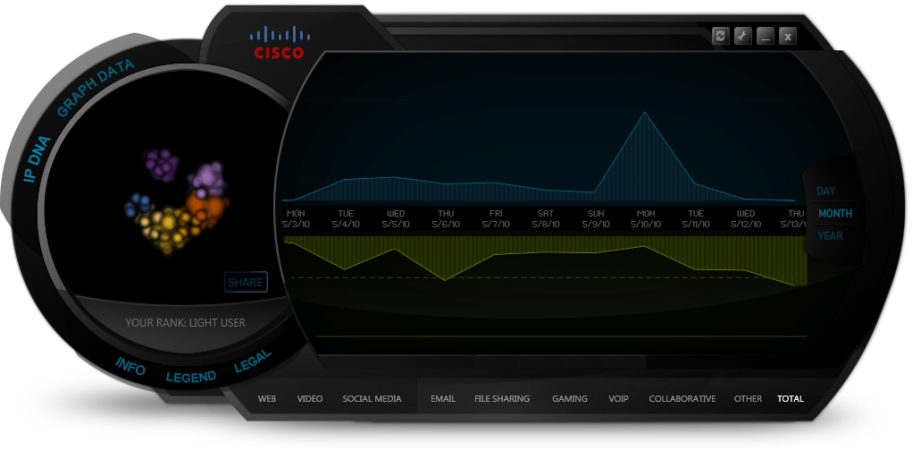 CISCO
x
GRAPH DATA
IP DNA
MON TUE WED THU FRI SAT SUN MON TUE WED THU
5/3/10 5/4/10 5/5/10 5/6/10 5/7/10 5/8/10 5/9/10 5/10/10 5/11/10 5/12/10 5/13/1
DAY
MONTH
YEAR
SHARE
YOUR RANK: LIGHT USER
INFO
LEGEND
LEGAL
WEB VIDEO SOCIAL MEDIA EMAIL FILE SHARING GAMING VOIP COLLABORATIVE OTHER TOTAL